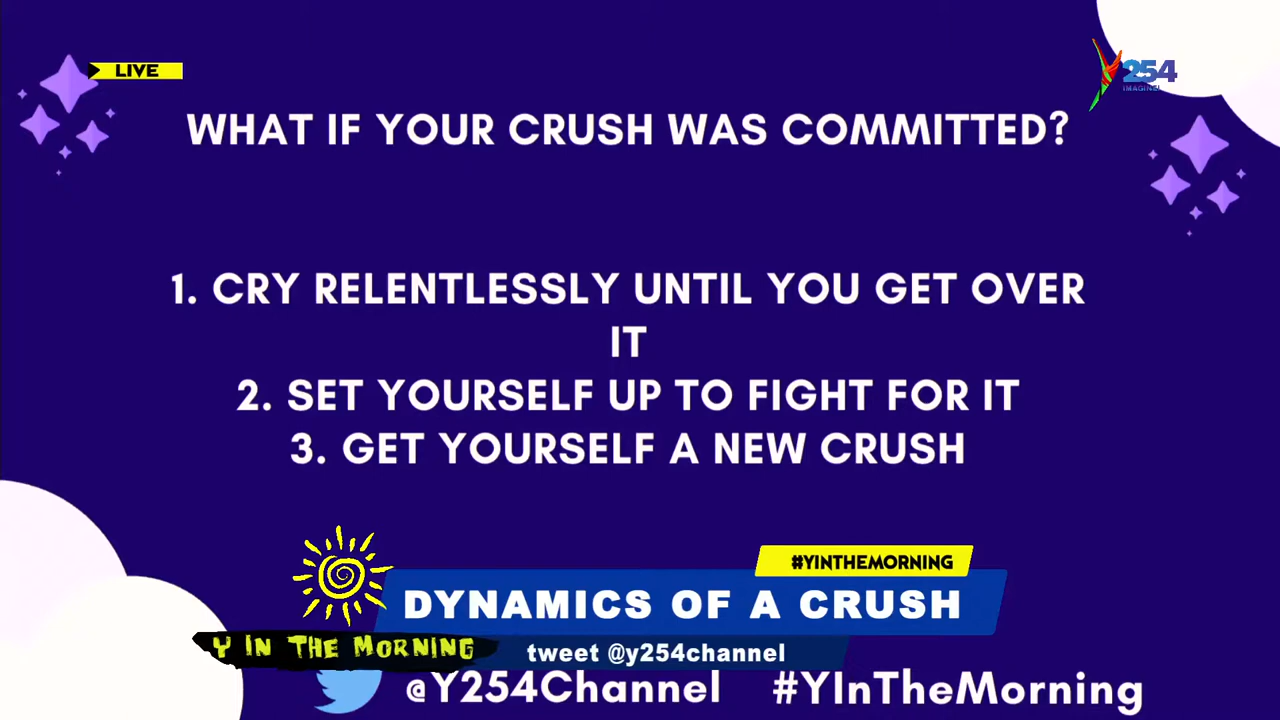 LIVE
Y254
IMAGINE!
WHAT IF YOUR CRUSH WAS COMMITTED?
1. CRY RELENTLESSLY UNTIL YOU GET OVER
IT
2. SET YOURSELF UP TO FIGHT FOR IT
3. GET YOURSELF A NEW CRUSH
#YINTHEMORNING
DYNAMICS OF A CRUSH
Y IN THE MORNING
tweet @y254channel
@Y254Channel #YInTheMorning